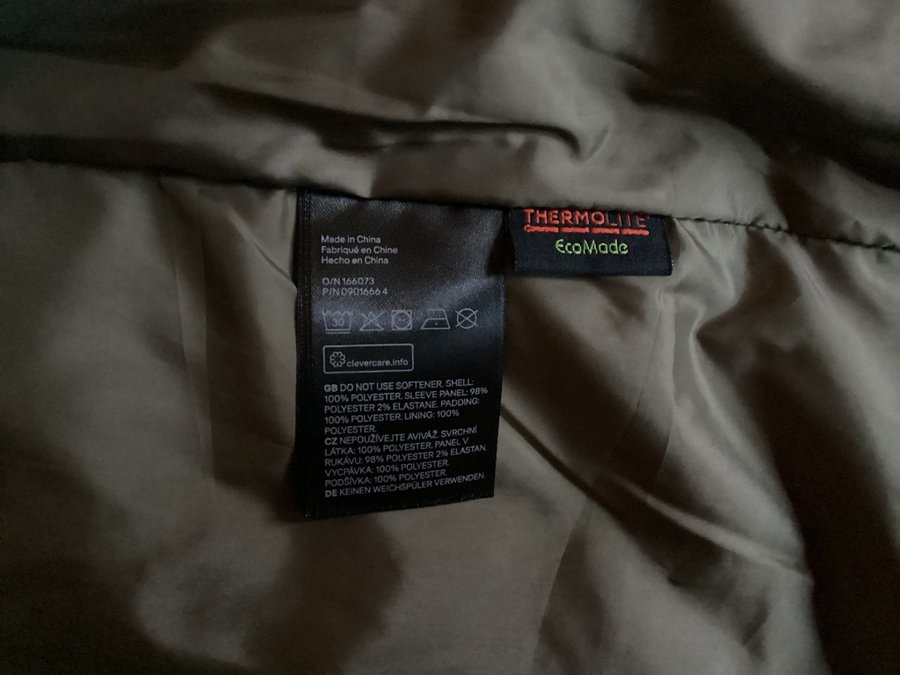 Made in China
Fabriqué en Chine
Hecho en China
O/N 166073
P/N 0901666 4
30
clevercare.info
GB DO NOT USE SOFTENER. SHELL:
100% POLYESTER. SLEEVE PANEL: 98%
POLYESTER 2% ELASTANE. PADDING:
100% POLYESTER. LINING: 100%
POLYESTER.
CZ NEPOUŽÍVEJTE AVIVÁŽ. SVRCHNÍ
LÁTKA: 100% POLYESTER. PANEL V
RUKÁVU: 98% POLYESTER 2% ELASTAN.
VYCPÁVKA: 100% POLYESTER.
PODŠÍVKA: 100% POLYESTER.
DE KEINEN WEICHSPÜLER VERWENDEN.
THERMOLITE
EcoMade